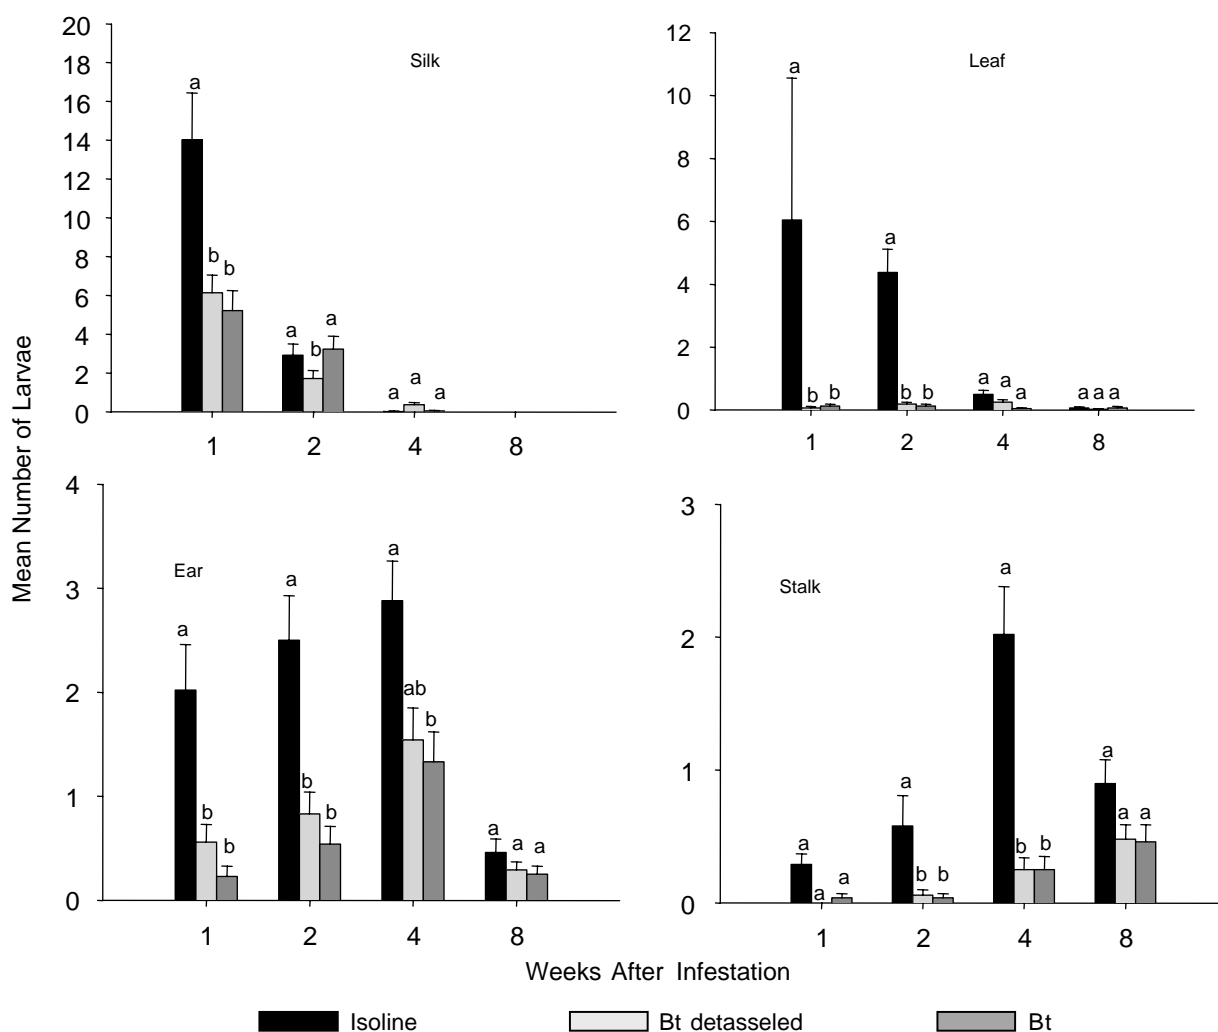 Silk
20
18
16
14
12
10
8
6
4
2
0
a
b b
a b a
a a a
1 2 4 8
Leaf
12
10
8
6
4
2
0
a
b b
a
b b
a a a
a a a
1 2 4 8
Mean Number of Larvae
Ear
4
3
2
1
0
a
b b
a
b b
a
ab b
a a a
1 2 4 8
Stalk
3
2
1
0
a a a
a
b b
a
b b
a
a a
1 2 4 8
Weeks After Infestation
Isoline Bt detasseled Bt